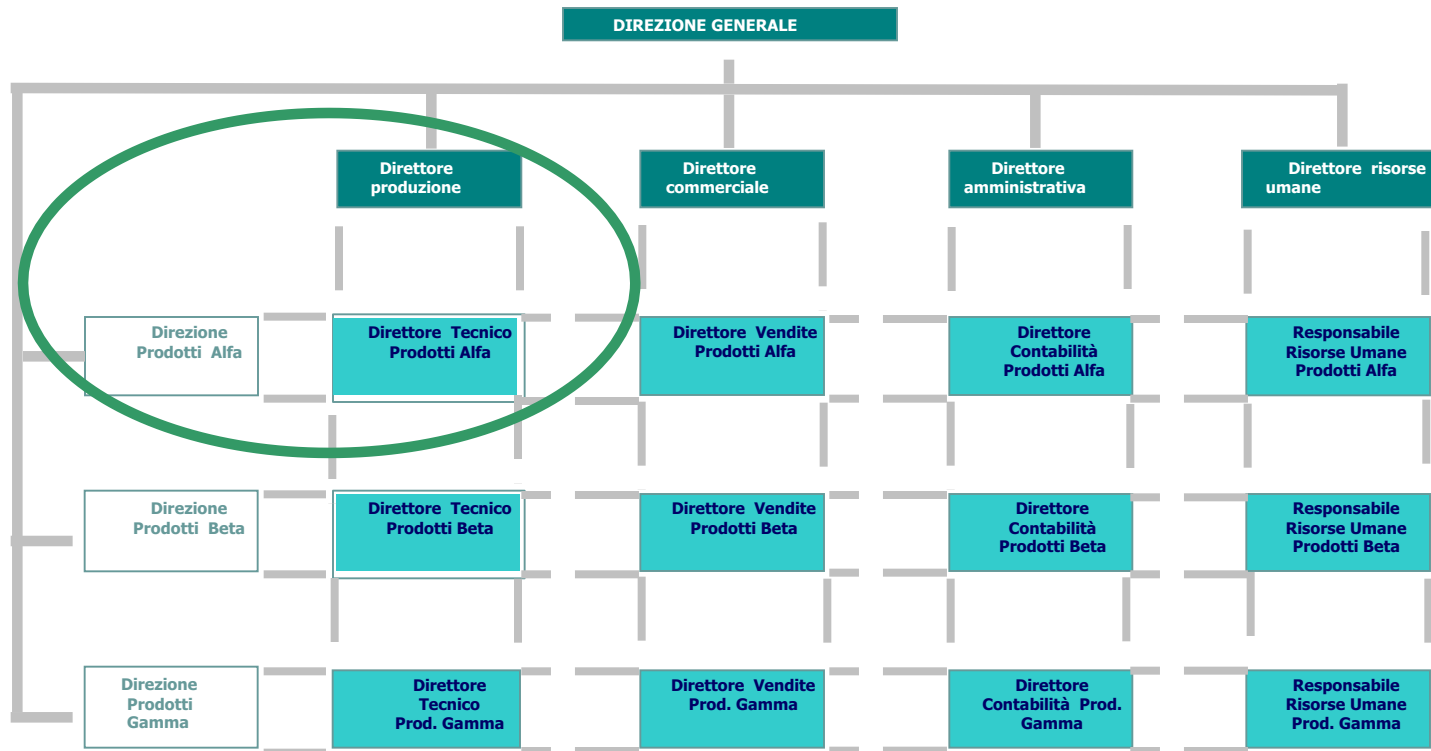 DIREZIONE GENERALE
Direttore
produzione
Direttore
commerciale
Direttore
amministrativa
Direttore risorse
umane
Direzione
Prodotti Alfa
Direttore Tecnico
Prodotti Alfa
Direttore Vendite
Prodotti Alfa
Direttore
Contabilità
Prodotti Alfa
Responsabile
Risorse Umane
Prodotti Alfa
Direzione
Prodotti Beta
Direttore Tecnico
Prodotti Beta
Direttore Vendite
Prodotti Beta
Direttore
Contabilità
Prodotti Beta
Responsabile
Risorse Umane
Prodotti Beta
Direzione
Prodotti
Gamma
Direttore
Tecnico
Prod. Gamma
Direttore Vendite
Prod. Gamma
Direttore
Contabilità Prod.
Gamma
Responsabile
Risorse Umane
Prod. Gamma